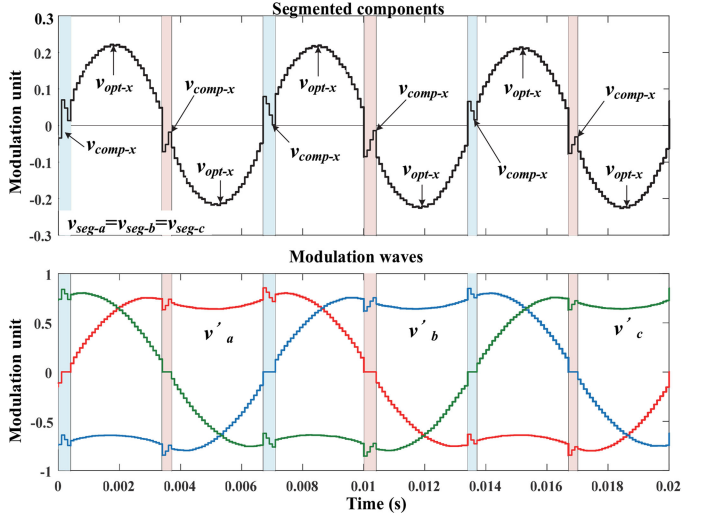 Segmented components
Modulation unit
0.3
0.2
0.1
0
-0.1
-0.2
-0.3
v_opt-x
v_comp-x
v_opt-x
v_comp-x
v_opt-x
v_comp-x
v_comp-x
v_opt-x
v_comp-x
v_opt-x
v_comp-x
v_opt-x
v_seg-a=v_seg-b=v_seg-c
Modulation waves
Modulation unit
1
0.5
0
-0.5
-1
v′ a
v′ b
v′ c
0 0.002 0.004 0.006 0.008 0.01 0.012 0.014 0.016 0.018 0.02
Time (s)